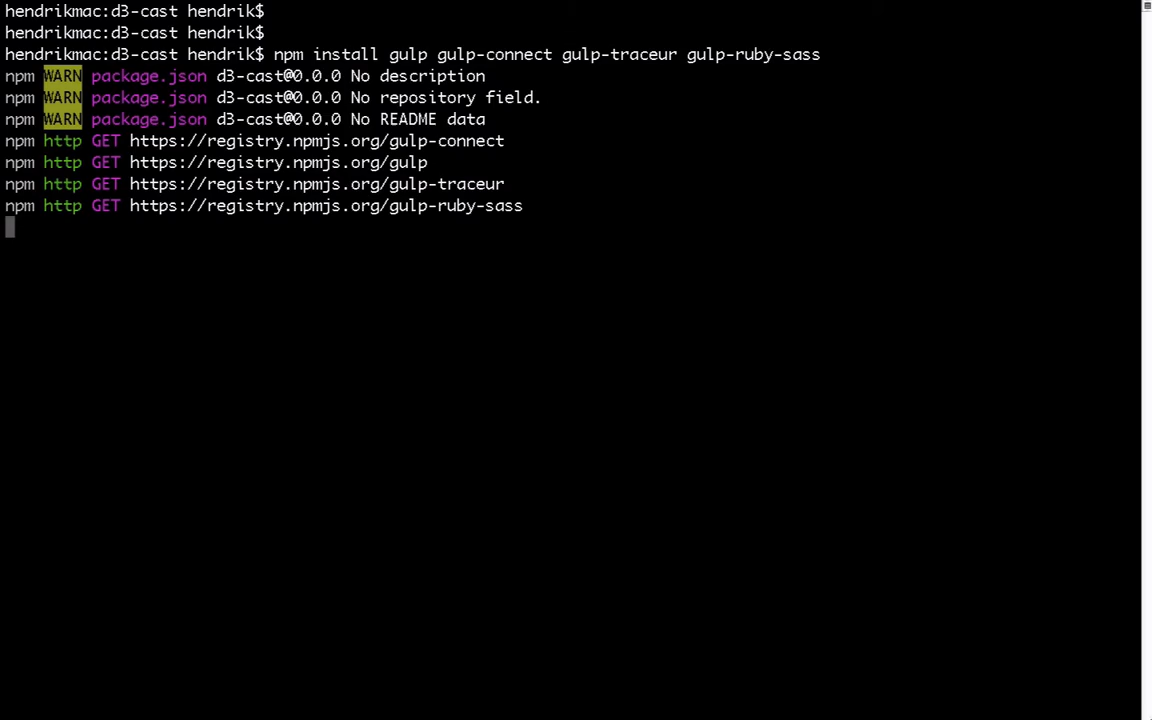 hendrikmac:d3-cast hendrik$
hendrikmac:d3-cast hendrik$
hendrikmac:d3-cast hendrik$ npm install gulp gulp-connect gulp-traceur gulp-ruby-sass
npm WARN package.json d3-cast@0.0.0 No description
npm WARN package.json d3-cast@0.0.0 No repository field.
npm WARN package.json d3-cast@0.0.0 No README data
npm http GET https://registry.npmjs.org/gulp-connect
npm http GET https://registry.npmjs.org/gulp
npm http GET https://registry.npmjs.org/gulp-traceur
npm http GET https://registry.npmjs.org/gulp-ruby-sass